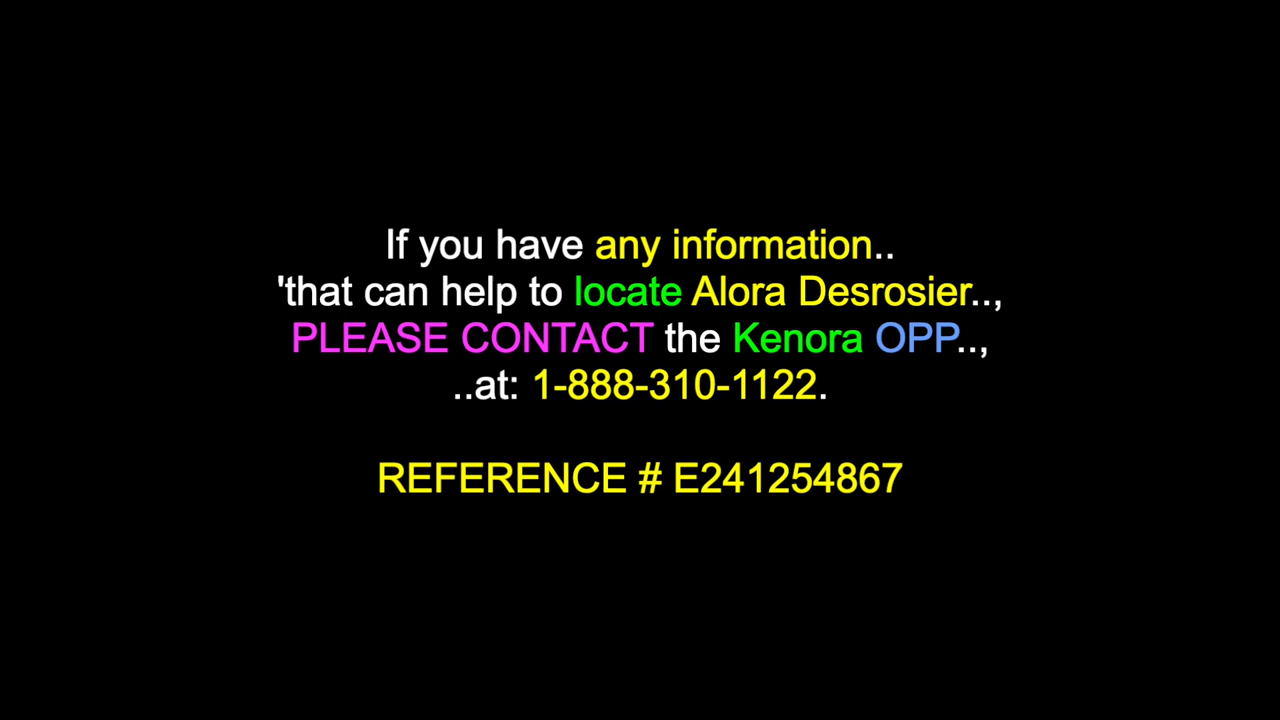 If you have any information..
'that can help to locate Alora Desrosier..,
PLEASE CONTACT the Kenora OPP..,
..at: 1-888-310-1122.
REFERENCE # E241254867